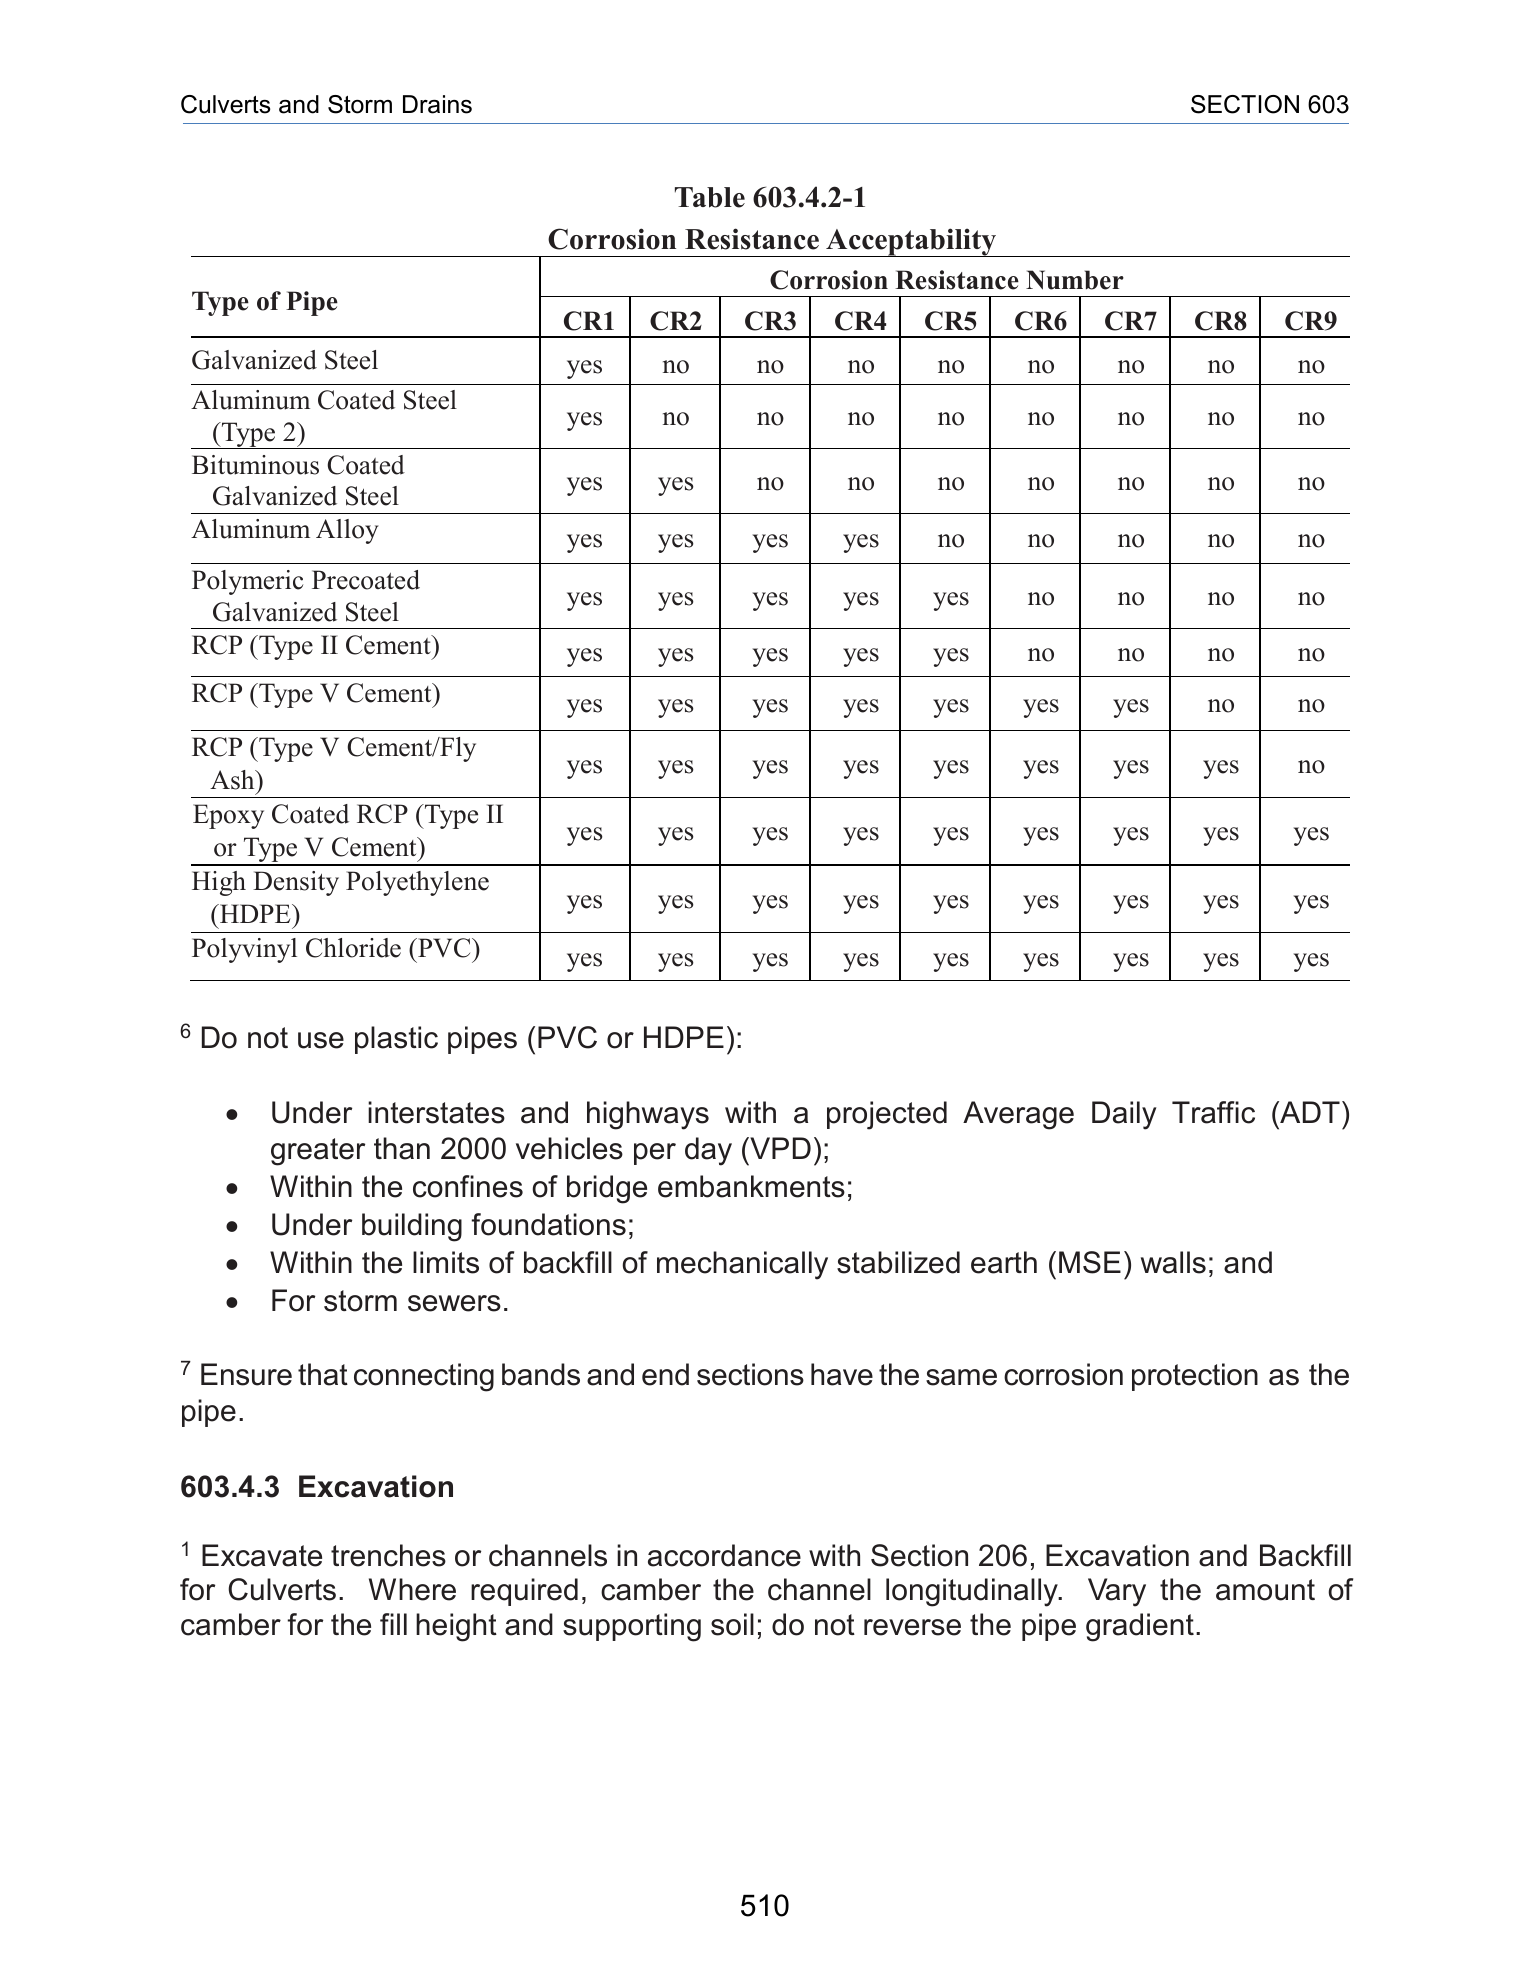 Culverts and Storm Drains SECTION 603
Table 603.4.2-1
Corrosion Resistance Acceptability
Type of Pipe Corrosion Resistance Number
CR1 CR2 CR3 CR4 CR5 CR6 CR7 CR8 CR9
Galvanized Steel yes no no no no no no no no
Aluminum Coated Steel
(Type 2) yes no no no no no no no no
Bituminous Coated
Galvanized Steel yes yes no no no no no no no
Aluminum Alloy yes yes yes yes no no no no no
Polymeric Precoated
Galvanized Steel yes yes yes yes yes no no no no
RCP (Type II Cement) yes yes yes yes yes no no no no
RCP (Type V Cement) yes yes yes yes yes yes yes no no
RCP (Type V Cement/Fly
Ash) yes yes yes yes yes yes yes yes no
Epoxy Coated RCP (Type II
or Type V Cement) yes yes yes yes yes yes yes yes yes
High Density Polyethylene
(HDPE) yes yes yes yes yes yes yes yes yes
Polyvinyl Chloride (PVC) yes yes yes yes yes yes yes yes yes
6 Do not use plastic pipes (PVC or HDPE):
• Under interstates and highways with a projected Average Daily Traffic (ADT)
greater than 2000 vehicles per day (VPD);
• Within the confines of bridge embankments;
• Under building foundations;
• Within the limits of backfill of mechanically stabilized earth (MSE) walls; and
• For storm sewers.
7 Ensure that connecting bands and end sections have the same corrosion protection as the
pipe.
603.4.3 Excavation
1 Excavate trenches or channels in accordance with Section 206, Excavation and Backfill
for Culverts. Where required, camber the channel longitudinally. Vary the amount of
camber for the fill height and supporting soil; do not reverse the pipe gradient.
510